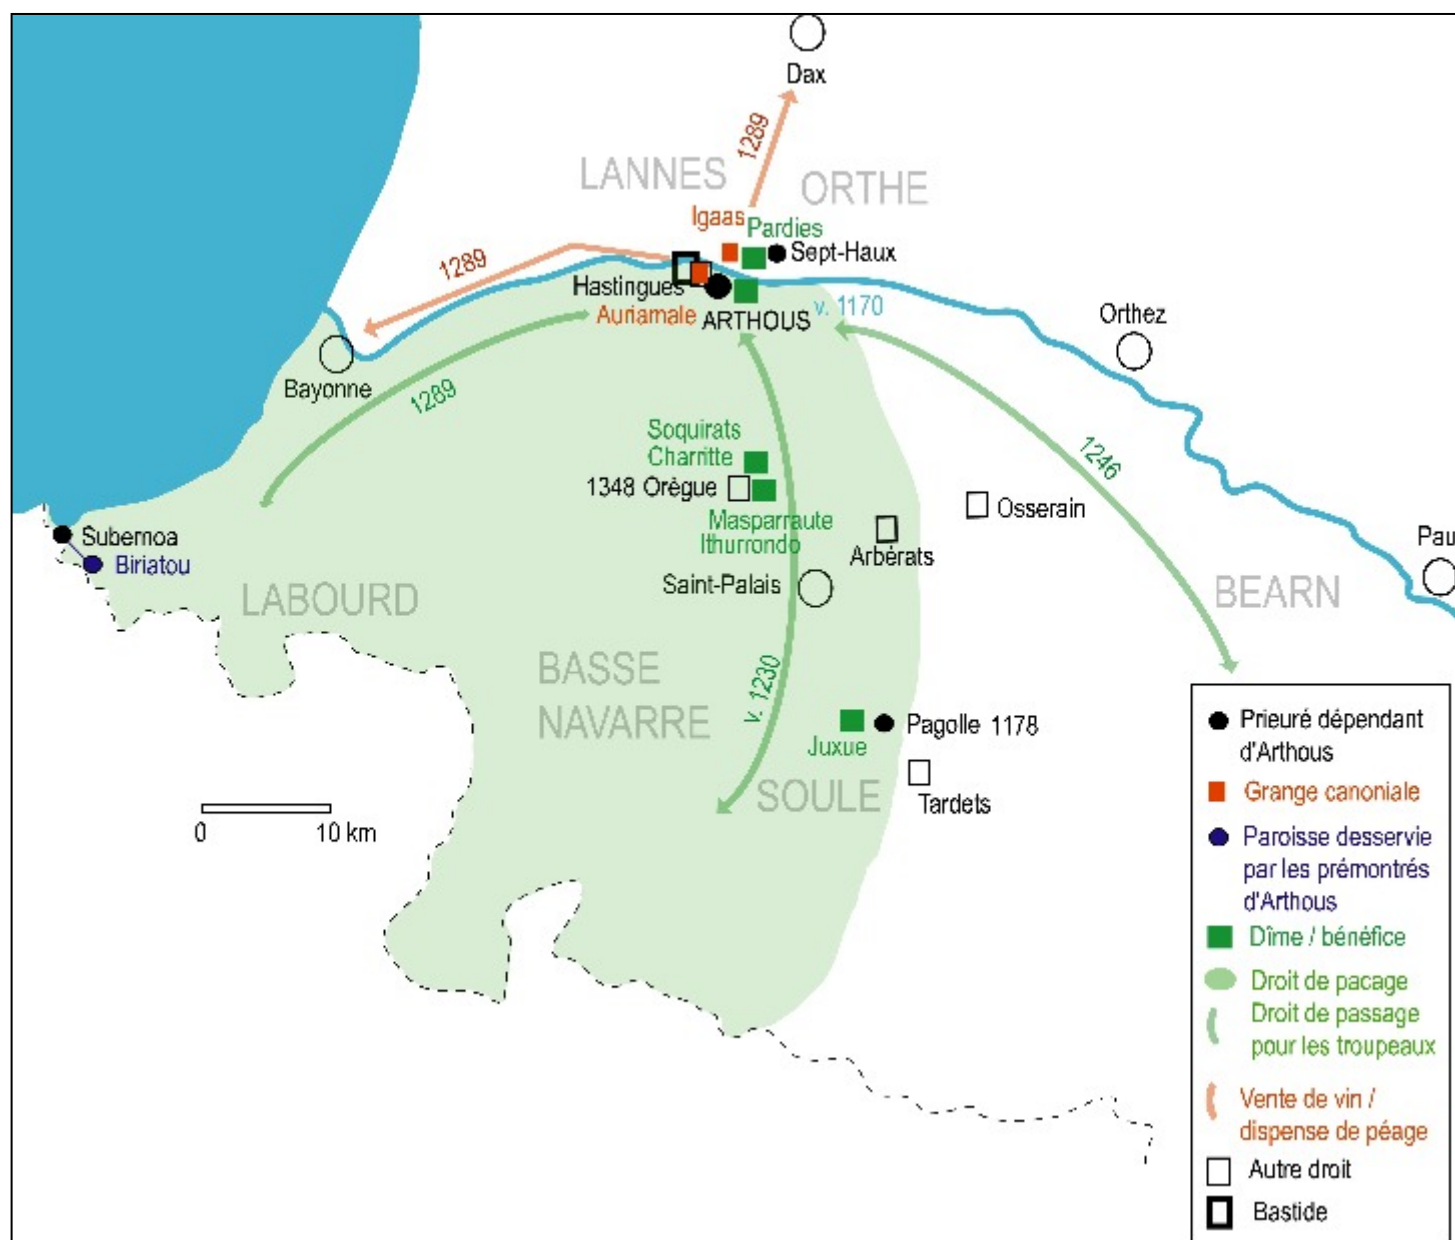 Dax
1289
LANNES
ORTHE
Igaas
Pardies
Sept-Haux
1289
Hastingues
Auriamale
ARTHOUS
v. 1170
Orthez
Bayonne
1289
1246
Soquirats
Charritte
1348 Orègue
Masparraute
Ithurrondo
Osserain
Arbérats
Pau
Subernoa
Biriatou
Saint-Palais
LABOURD
BEARN
BASSE
NAVARRE
v. 1230
Juxue
Pagolle 1178
SOULE
Tardets
0
10 km
Prieuré dépendant
d'Arthous
Grange canoniale
Paroisse desservie
par les prémontrés
d'Arthous
Dîme / bénéfice
Droit de pacage
Droit de passage
pour les troupeaux
Vente de vin /
dispense de péage
Autre droit
Bastide